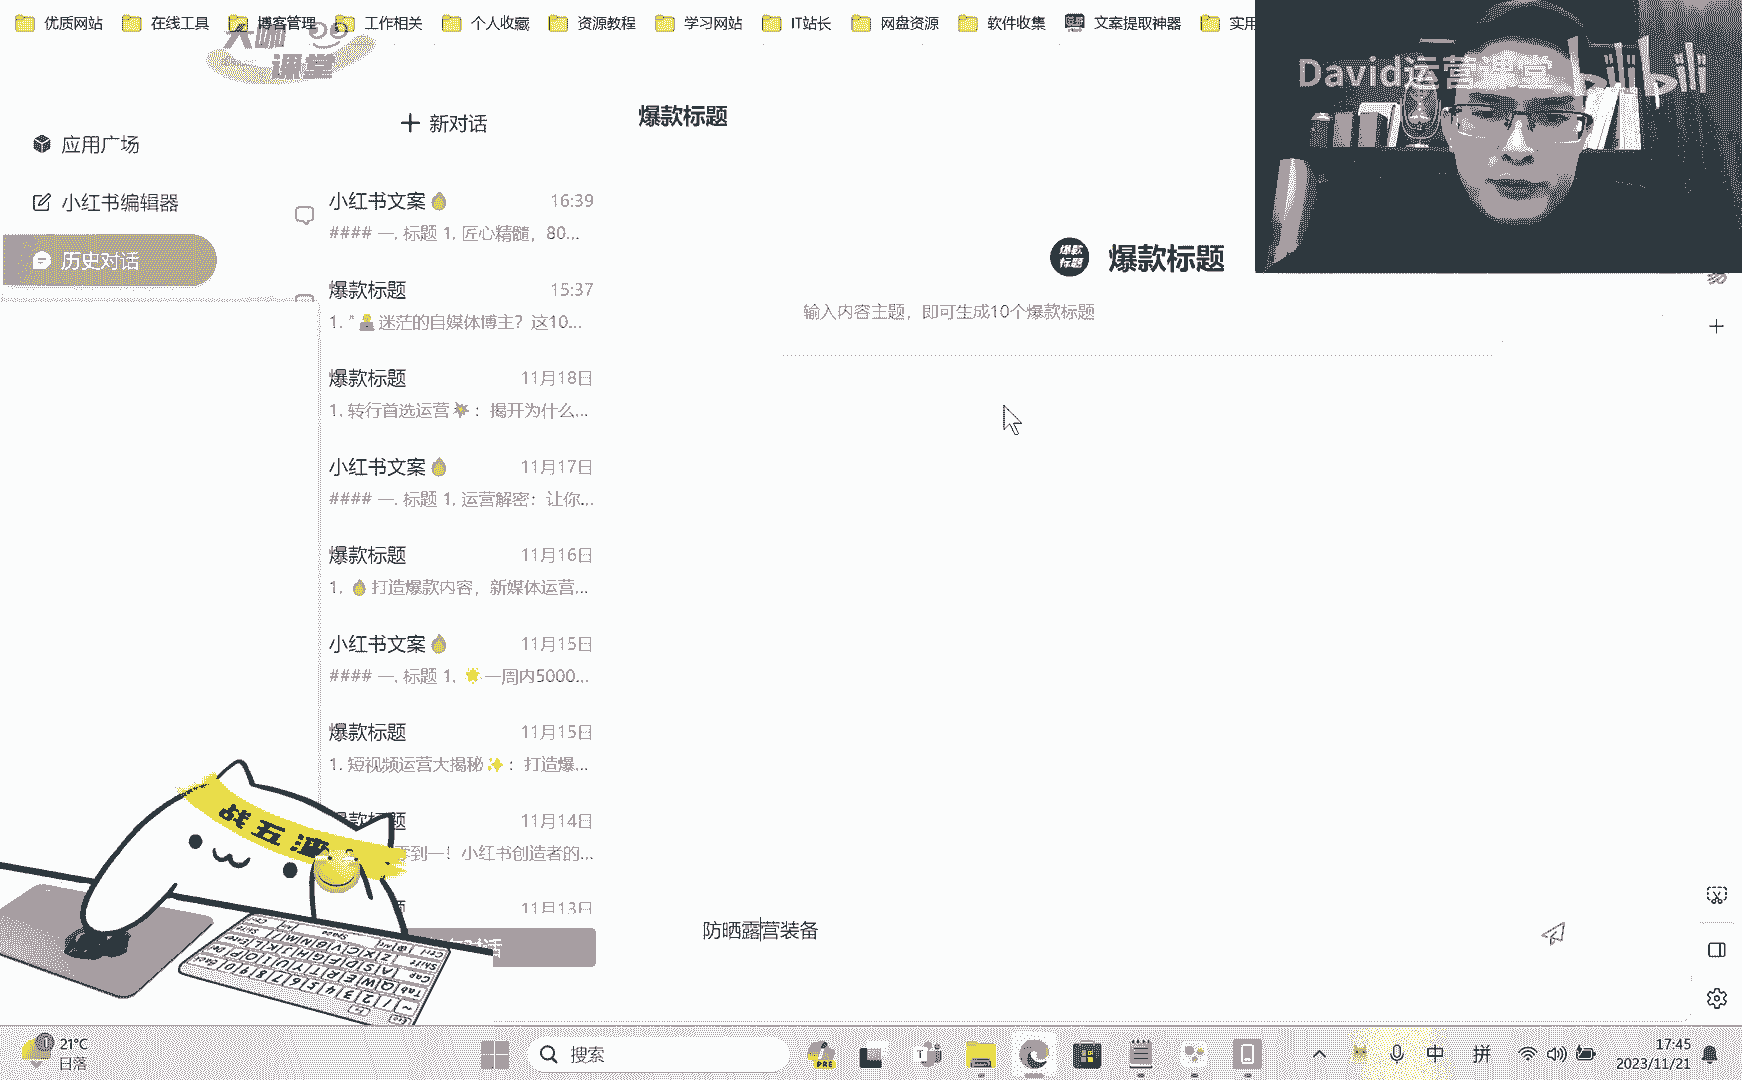 优质网站 在线工具 博客管理 工作相关 个人收藏 资源教程 学习网站 IT站长 网盘资源 软件收集 文案提取神器 实用
大咖
课堂
David运营课堂 bilibili
应用广场
小红书编辑器
历史对话
新对话
小红书文案 16:39
#### 一. 标题 1. 匠心精髓，80...
爆款标题 15:37
1. "迷茫的自媒体博主？这10...
爆款标题 11月18日
1. 转行首选运营：揭开为什么...
小红书文案 11月17日
#### 一. 标题 1. 运营解密：让你...
爆款标题 11月16日
1. 打造爆款内容，新媒体运营...
小红书文案 11月15日
#### 一. 标题 1. 一周内5000...
爆款标题 11月15日
1. 短视频运营大揭秘：打造爆...
爆款标题 11月14日
零到一！小红书创造者的...
题 11月13日
对话
爆款标题
爆款
标题
爆款标题
输入内容主题，即可生成10个爆款标题
防晒露营装备
战五渣
21°C
日落
搜索
PRE
中 拼
17:45
2023/11/21